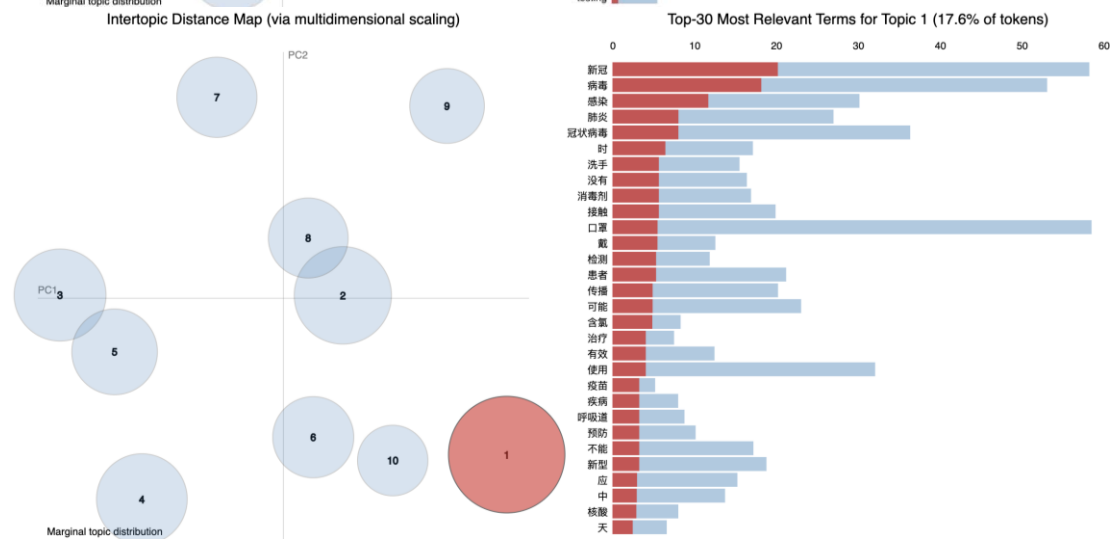 Marginal topic distribution
Intertopic Distance Map (via multidimensional scaling)
PC2
7
9
8
PC1
3
2
5
6
10
1
4
Marginal topic distribution
Top-30 Most Relevant Terms for Topic 1 (17.6% of tokens)
0 10 20 30 40 50 60
新冠
病毒
感染
肺炎
冠状病毒
时
洗手
没有
消毒剂
接触
口罩
戴
检测
患者
传播
可能
含氯
治疗
有效
使用
疫苗
疾病
呼吸道
预防
不能
新型
应
中
核酸
天